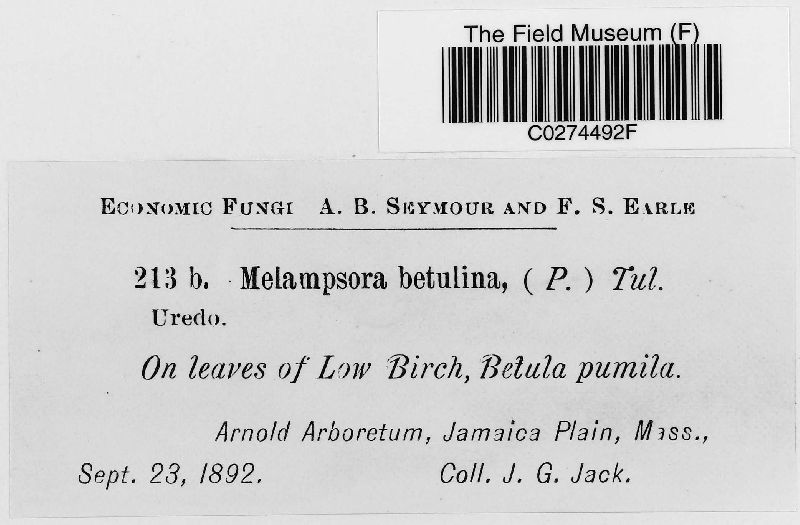 The Field Museum (F)
C0274492F
ECONOMIC FUNGI A. B. SEYMOUR AND F. S. EARLE
213 b. Melampsora betulina, ( P. ) Tul.
Uredo.
On leaves of Low Birch, Betula pumila.
Arnold Arboretum, Jamaica Plain, Mass.,
Sept. 23, 1892. Coll. J. G. Jack.